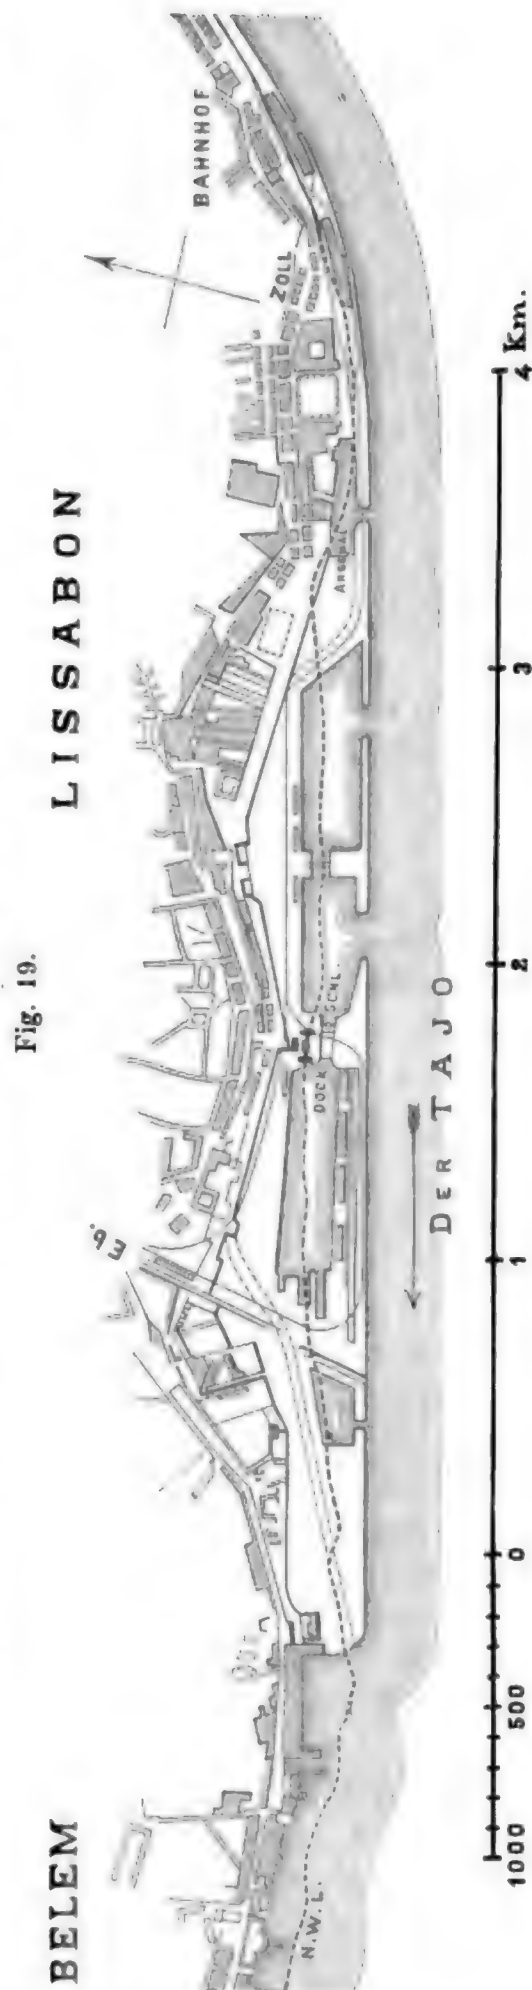 Fig. 19.
LISSABON
BELEM
BAHNHOF
ZOLL
ARSENAL
SCHL.
DOCK
E.b.
N.W.L.
DER TAJO
1000 500 0 1 2 3 4 Km.